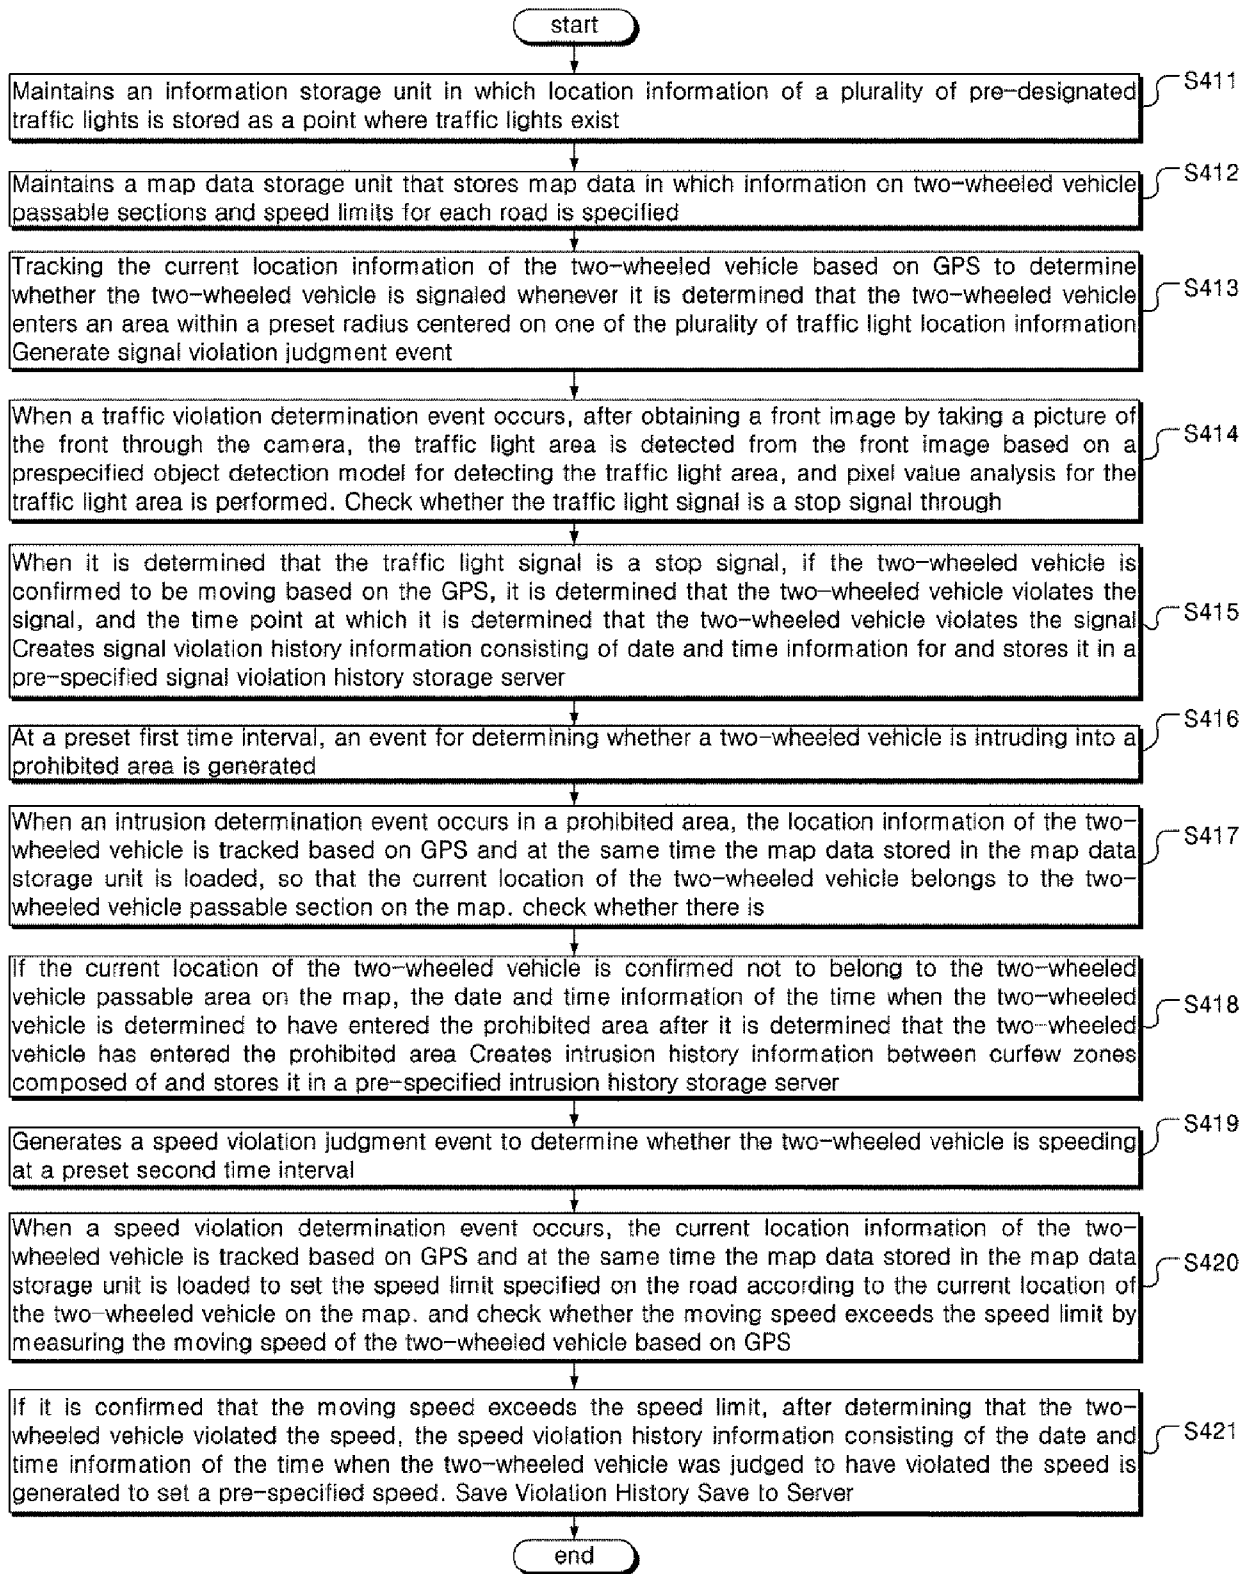 start
S411
Maintains an information storage unit in which location information of a plurality of pre-designated
traffic lights is stored as a point where traffic lights exist
S412
Maintains a map data storage unit that stores map data in which information on two-wheeled vehicle
passable sections and speed limits for each road is specified
Tracking the current location information of the two-wheeled vehicle based on GPS to determine
whether the two-wheeled vehicle is signaled whenever it is determined that the two-wheeled vehicle
S413
enters an area within a preset radius centered on one of the plurality of traffic light location information
Generate signal violation judgment event
When a traffic violation determination event occurs, after obtaining a front image by taking a picture of
the front through the camera, the traffic light area is detected from the front image based on a
S414
prespecified object detection model for detecting the traffic light area, and pixel value analysis for the
traffic light area is performed. Check whether the traffic light signal is a stop signal through
When it is determined that the traffic light signal is a stop signal, if the two-wheeled vehicle is
confirmed to be moving based on the GPS, it is determined that the two-wheeled vehicle violates the
signal, and the time point at which it is determined that the two-wheeled vehicle violates the signal
S415
Creates signal violation history information consisting of date and time information for and stores it in a
pre-specified signal violation history storage server
S416
At a preset first time interval, an event for determining whether a two-wheeled vehicle is intruding into a
prohibited area is generated
When an intrusion determination event occurs in a prohibited area, the location information of the two-
wheeled vehicle is tracked based on GPS and at the same time the map data stored in the map data
S417
storage unit is loaded, so that the current location of the two-wheeled vehicle belongs to the two-
wheeled vehicle passable section on the map. check whether there is
If the current location of the two-wheeled vehicle is confirmed not to belong to the two-wheeled
vehicle passable area on the map, the date and time information of the time when the two-wheeled
S418
vehicle is determined to have entered the prohibited area after it is determined that the two-wheeled
vehicle has entered the prohibited area Creates intrusion history information between curfew zones
composed of and stores it in a pre-specified intrusion history storage server
S419
Generates a speed violation judgment event to determine whether the two-wheeled vehicle is speeding
at a preset second time interval
When a speed violation determination event occurs, the current location information of the two-
wheeled vehicle is tracked based on GPS and at the same time the map data stored in the map data
S420
storage unit is loaded to set the speed limit specified on the road according to the current location of
the two-wheeled vehicle on the map. and check whether the moving speed exceeds the speed limit by
measuring the moving speed of the two-wheeled vehicle based on GPS
If it is confirmed that the moving speed exceeds the speed limit, after determining that the two-
S421
wheeled vehicle violated the speed, the speed violation history information consisting of the date and
time information of the time when the two-wheeled vehicle was judged to have violated the speed is
generated to set a pre-specified speed. Save Violation History Save to Server
end